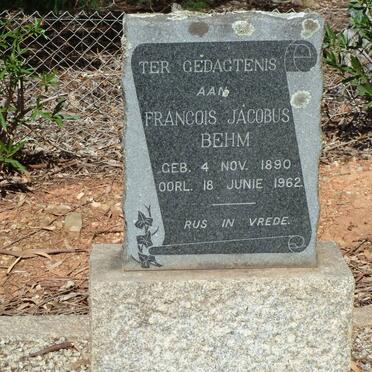 TER GEDAGTENIS
AAN
FRANCOIS JACOBUS
BEHM
GEB. 4 NOV. 1890
OORL. 18 JUNIE 1962.
RUS IN VREDE.